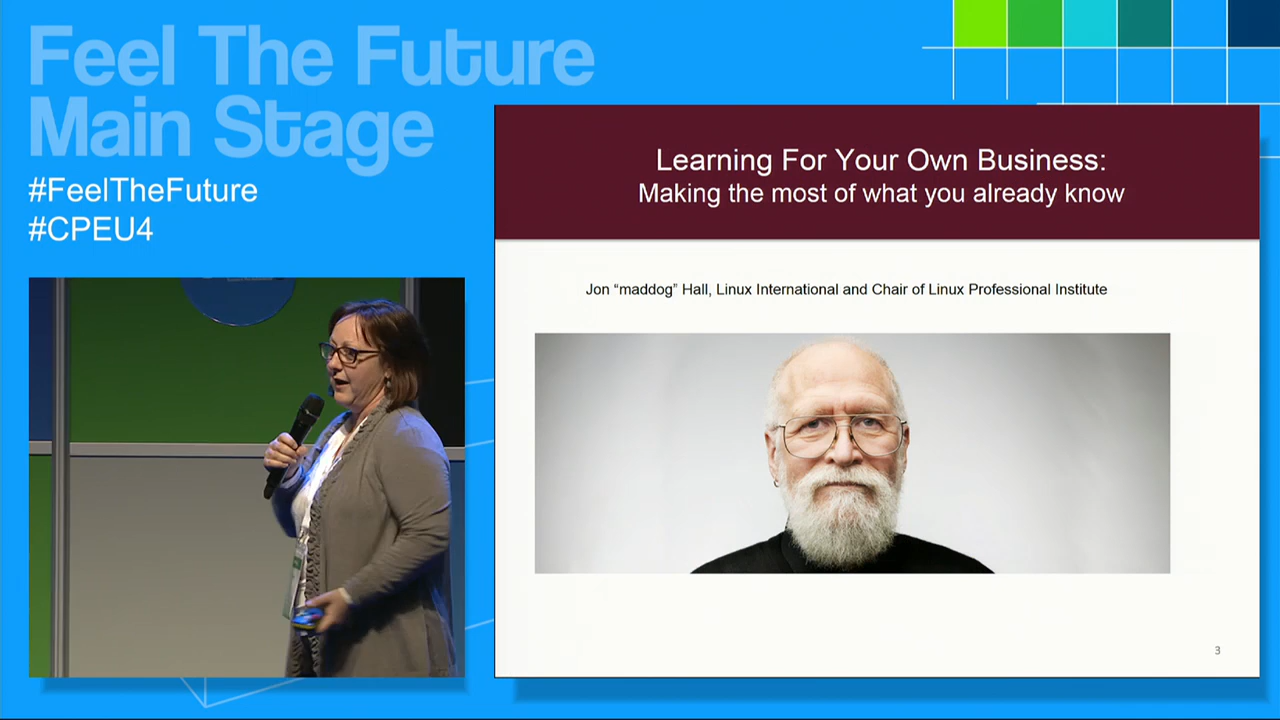 Feel The Future
Main Stage
#FeelTheFuture
#CPEU4
Learning For Your Own Business:
Making the most of what you already know
Jon “maddog” Hall, Linux International and Chair of Linux Professional Institute
3